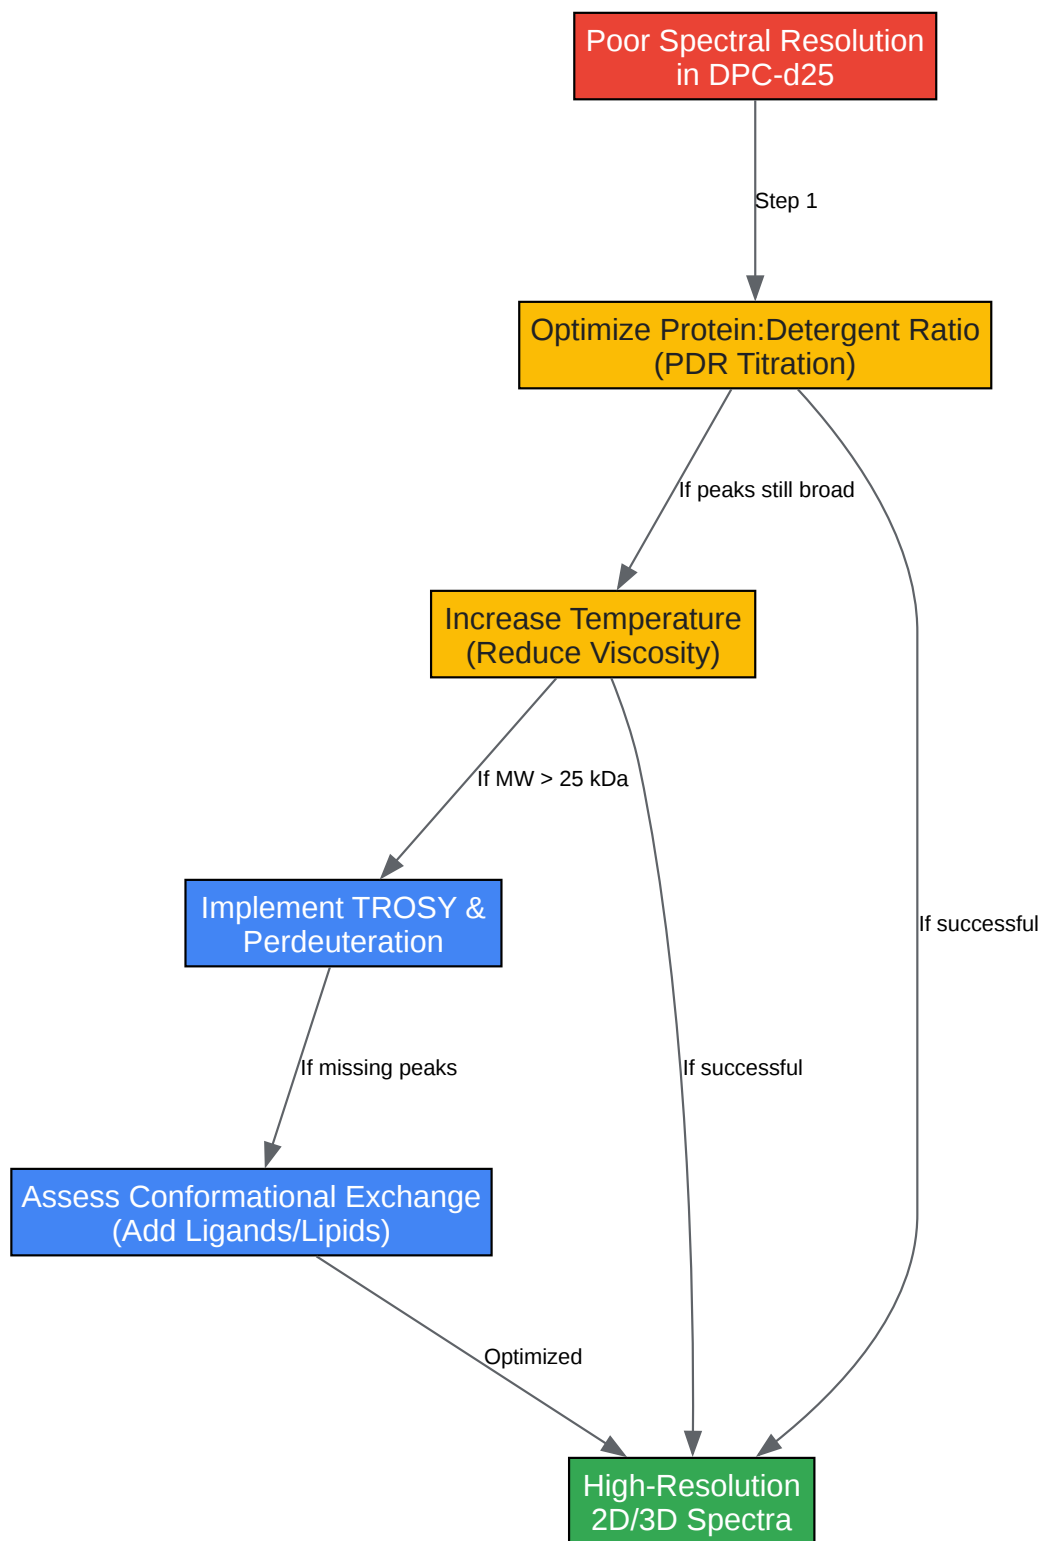 Poor Spectral Resolution
in DPC-d25
Step 1
Optimize Protein:Detergent Ratio
(PDR Titration)
If peaks still broad
Increase Temperature
(Reduce Viscosity)
If MW > 25 kDa
Implement TROSY &
Perdeuteration
If successful
If missing peaks
If successful
Assess Conformational Exchange
(Add Ligands/Lipids)
Optimized
High-Resolution
2D/3D Spectra